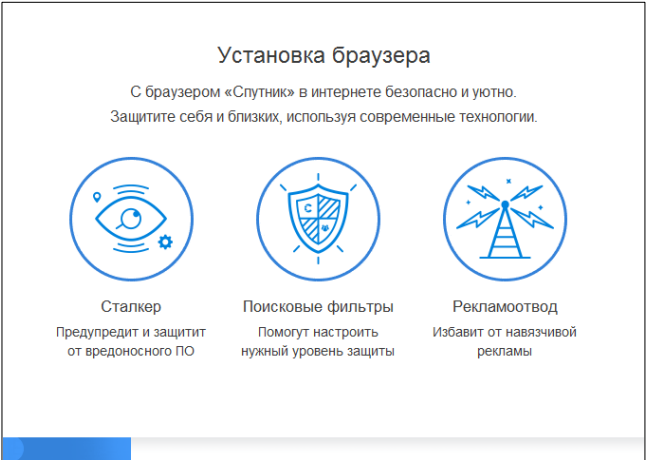 Установка браузера
С браузером «Спутник» в интернете безопасно и уютно.
Защитите себя и близких, используя современные технологии.
С
Сталкер
Поисковые фильтры
Рекламоотвод
Предупредит и защитит
от вредоносного ПО
Помогут настроить
нужный уровень защиты
Избавит от навязчивой
рекламы